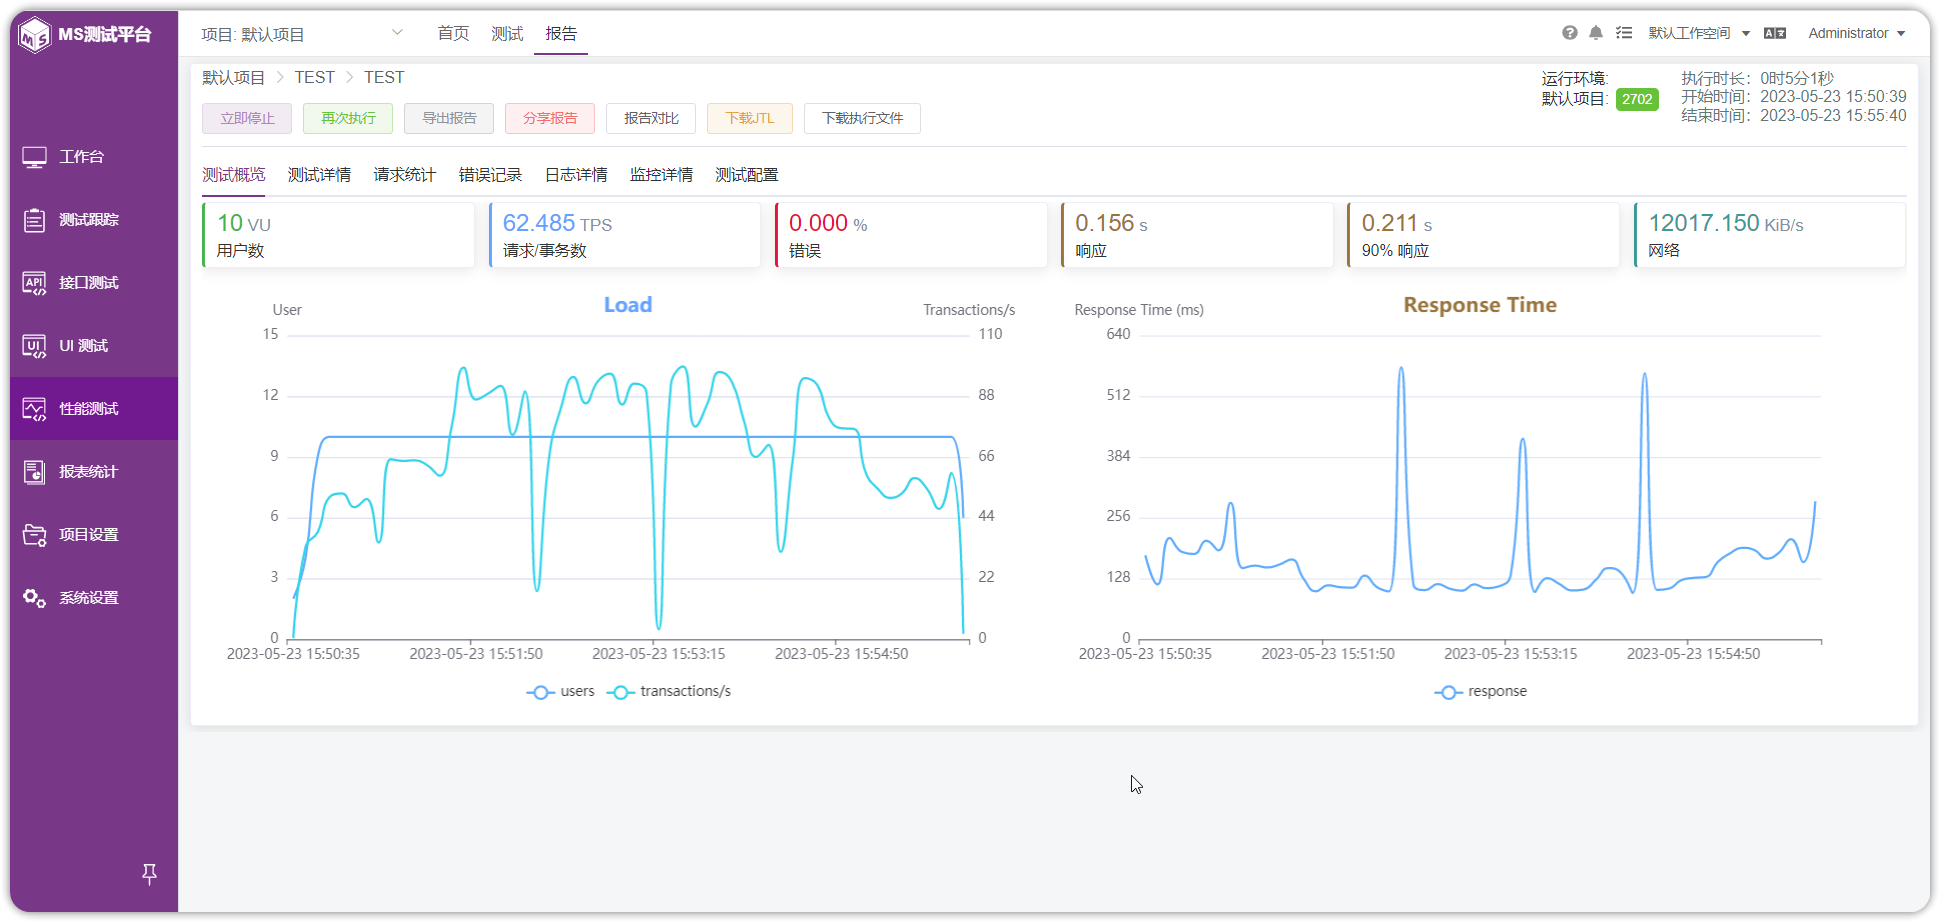 MS测试平台
项目: 默认项目
首页 测试 报告
默认工作空间
Administrator
工作台
测试跟踪
API 接口测试
UI UI 测试
性能测试
报表统计
项目设置
系统设置
默认项目 > TEST > TEST
立即停止 再次执行 导出报告 分享报告 报告对比 下载JTL 下载执行文件
运行环境:
默认项目: 2702
执行时长：0时5分1秒
开始时间：2023-05-23 15:50:39
结束时间：2023-05-23 15:55:40
测试概览 测试详情 请求统计 错误记录 日志详情 监控详情 测试配置
10 VU
用户数
62.485 TPS
请求/事务数
0.000 %
错误
0.156 s
响应
0.211 s
90% 响应
12017.150 KiB/s
网络
Load
User
Transactions/s
15
12
9
6
3
0
110
88
66
44
22
0
2023-05-23 15:50:35 2023-05-23 15:51:50 2023-05-23 15:53:15 2023-05-23 15:54:50
users transactions/s
Response Time
Response Time (ms)
640
512
384
256
128
0
2023-05-23 15:50:35 2023-05-23 15:51:50 2023-05-23 15:53:15 2023-05-23 15:54:50
response